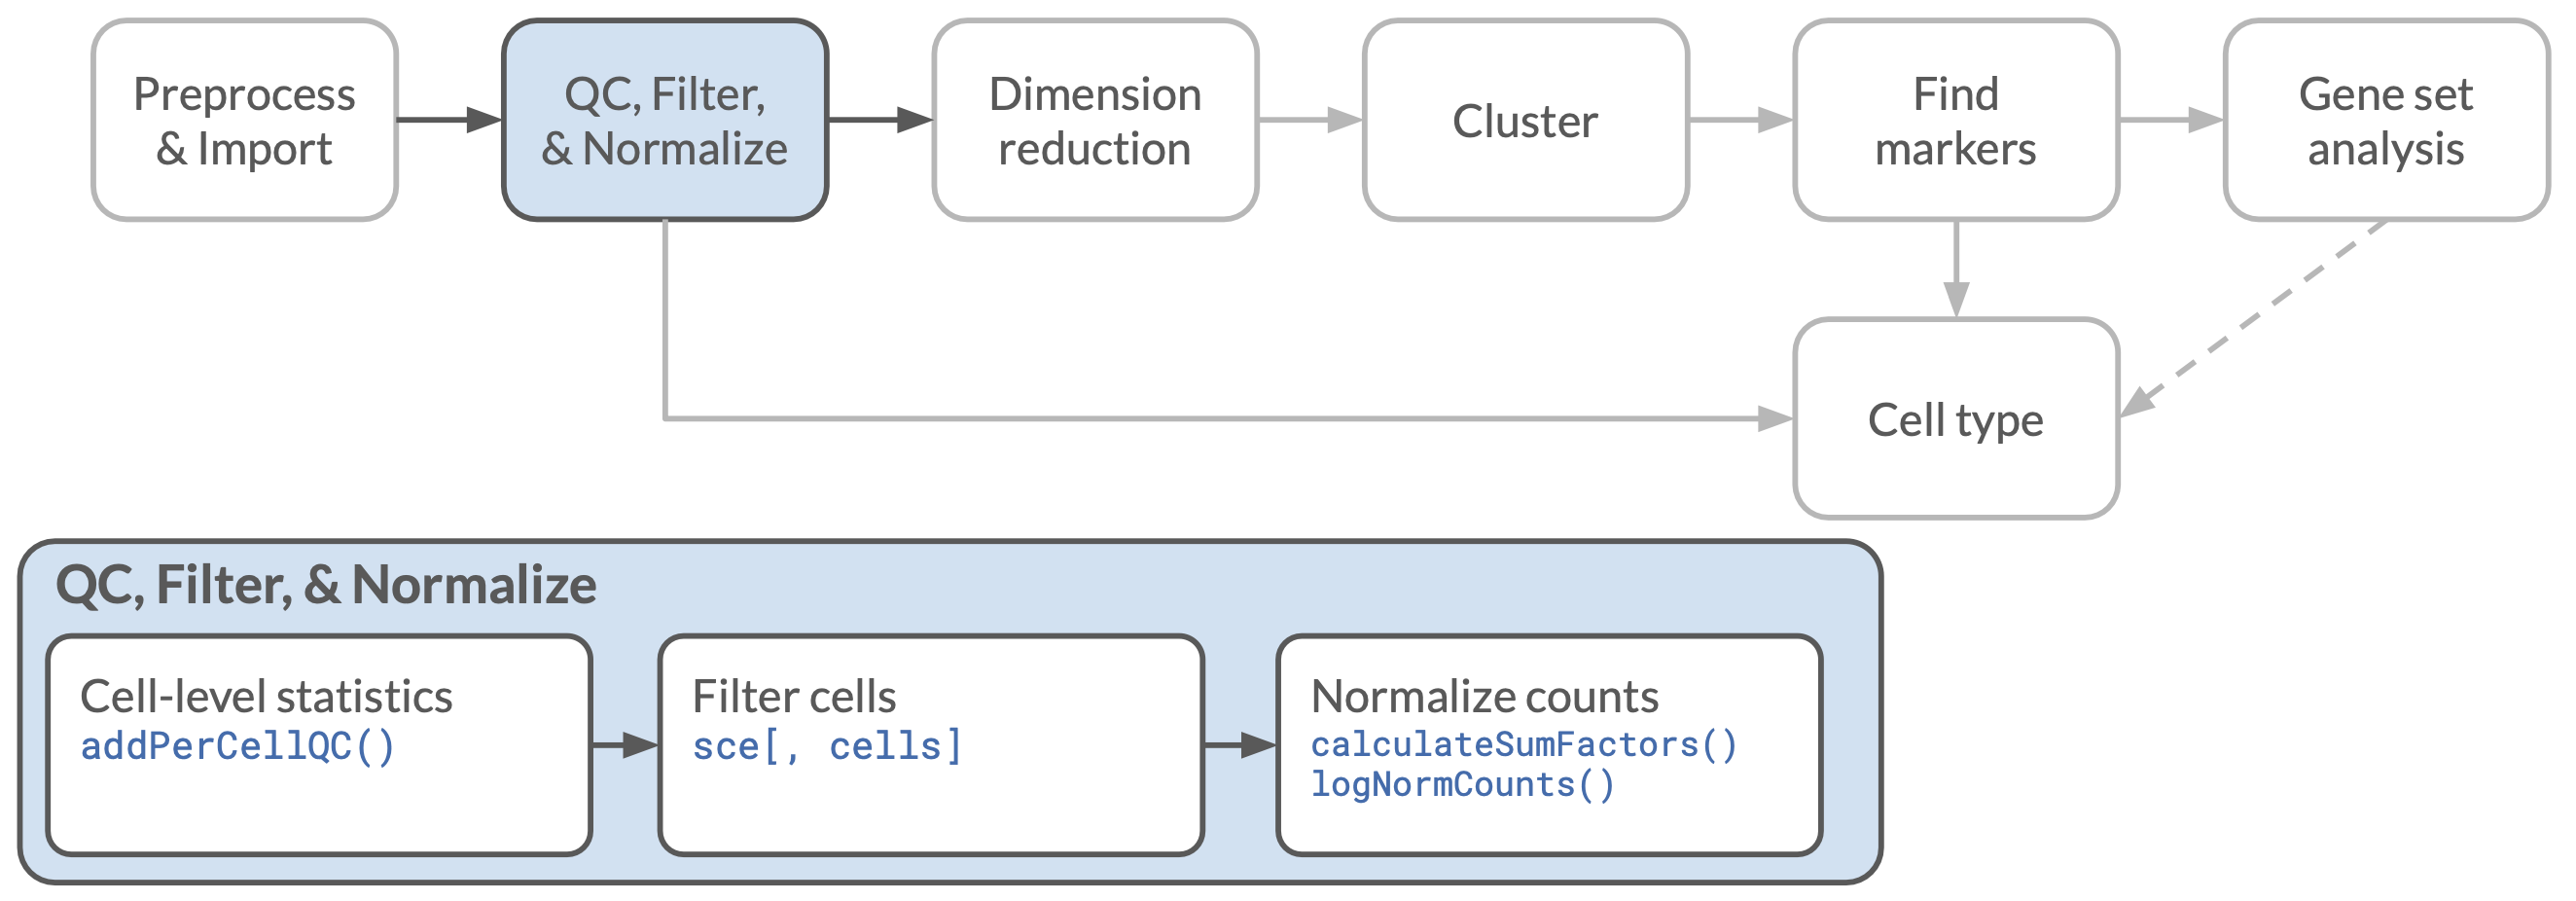 Preprocess
& Import
QC, Filter,
& Normalize
Dimension
reduction
Cluster
Find
markers
Gene set
analysis
Cell type
QC, Filter, & Normalize
Cell-level statistics
addPerCellQC()
Filter cells
sce[, cells]
Normalize counts
calculateSumFactors()
logNormCounts()